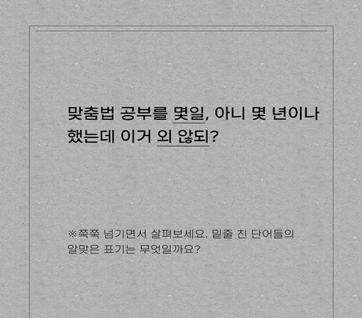 맞춤법 공부를 몇일, 아니 몇 년이나
했는데 이거 외 않되?
※쭉쭉 넘기면서 살펴보세요. 밑줄 친 단어들의
알맞은 표기는 무엇일까요?